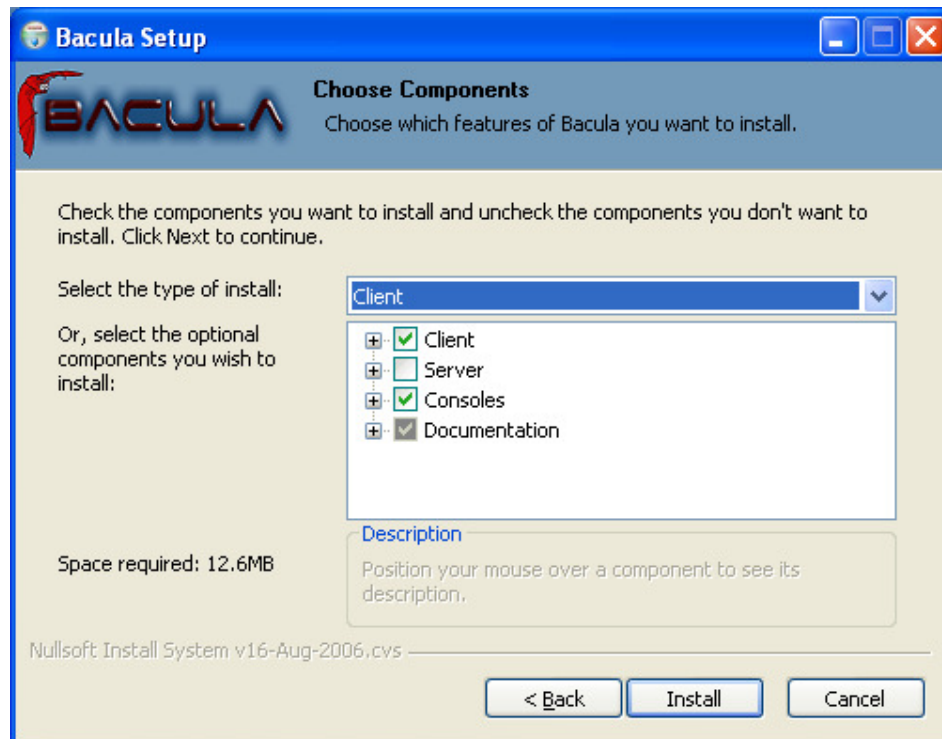 Bacula Setup
BACULA
Choose Components
Choose which features of Bacula you want to install.
Check the components you want to install and uncheck the components you don't want to
install. Click Next to continue.
Select the type of install:
Client
Or, select the optional
components you wish to
install:
Client
Server
Consoles
Documentation
Space required: 12.6MB
Description
Position your mouse over a component to see its
description.
Nullsoft Install System v16-Aug-2006.cvs
< Back
Install
Cancel